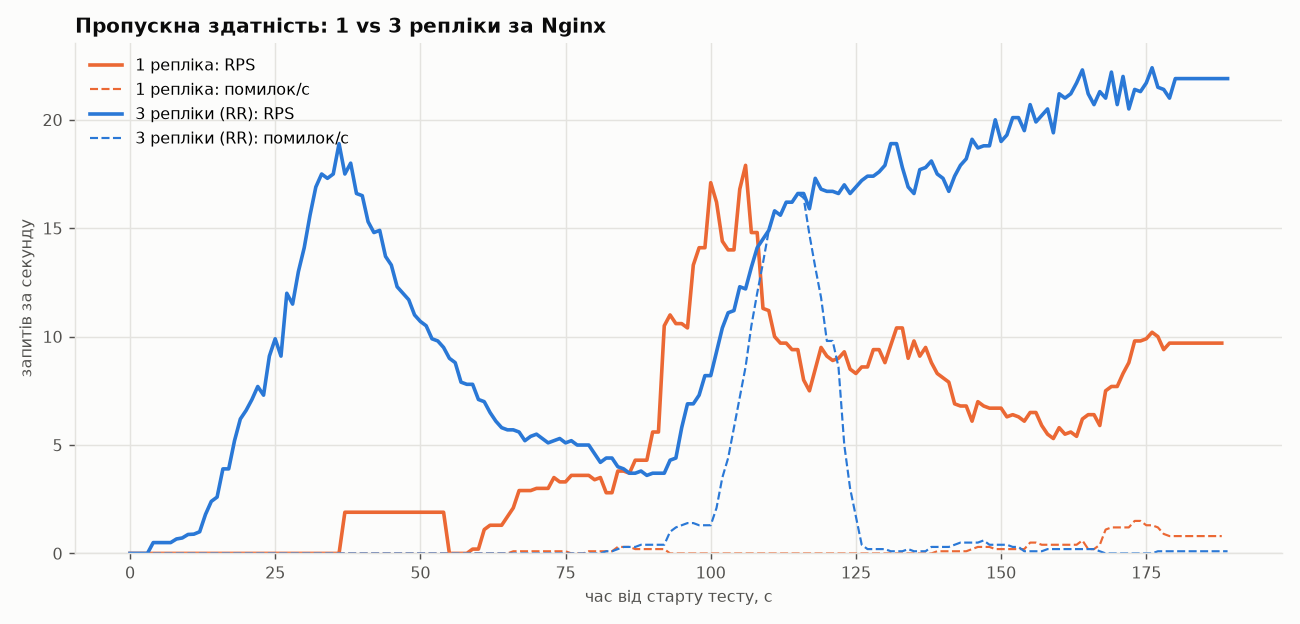 Пропускна здатність: 1 vs 3 репліки за Nginx
1 репліка: RPS
1 репліка: помилок/с
3 репліки (RR): RPS
3 репліки (RR): помилок/с
запитів за секунду
20
15
10
5
0
0 25 50 75 100 125 150 175
час від старту тесту, с